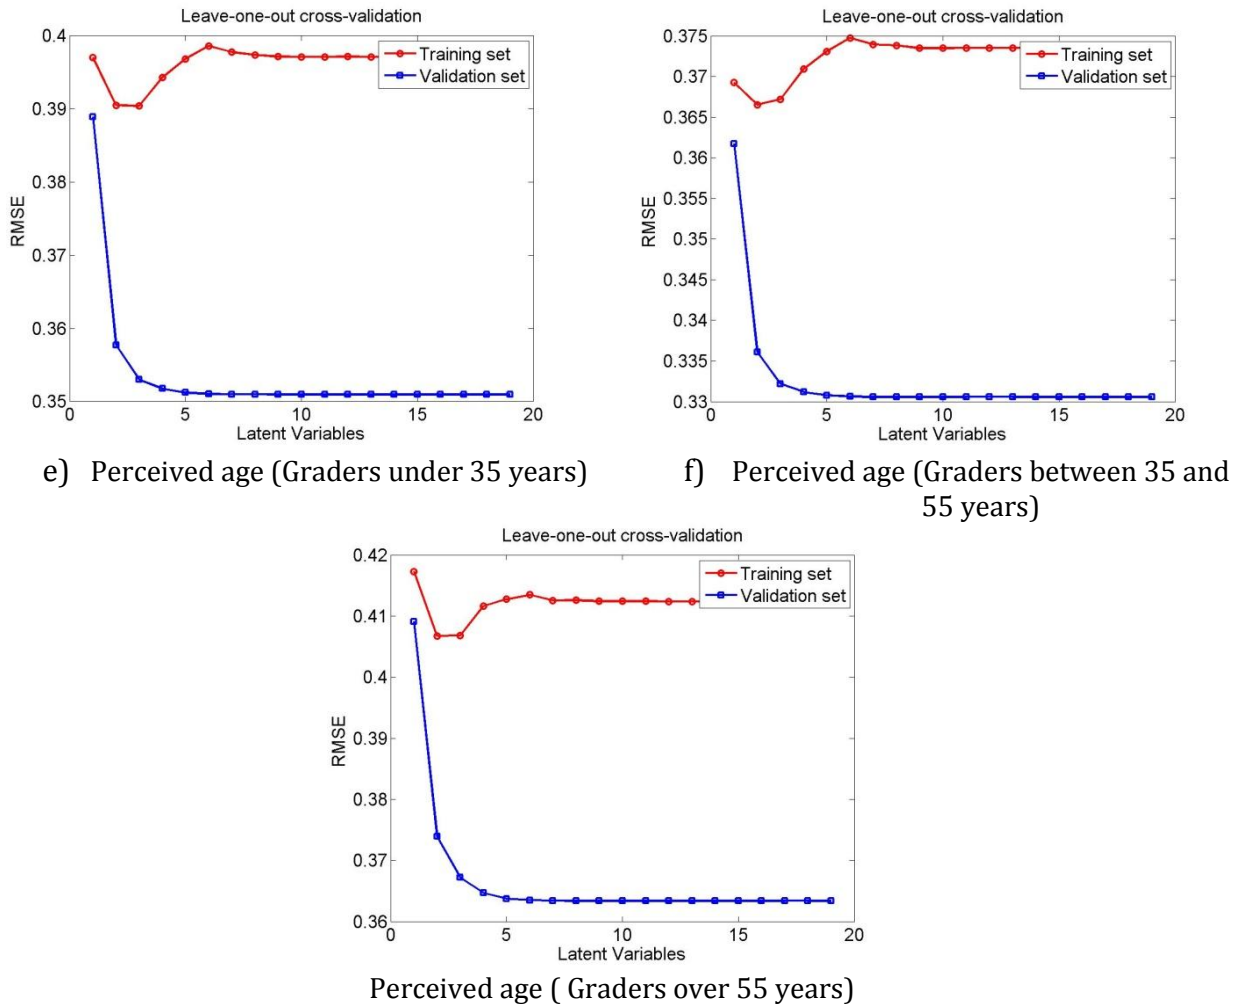 Leave-one-out cross-validation
0.4
0.39
0.38
0.37
0.36
0.35
RMSE
0
5
10
15
20
Latent Variables
Training set
Validation set
e) Perceived age (Graders under 35 years)
Leave-one-out cross-validation
0.375
0.37
0.365
0.36
0.355
0.35
0.345
0.34
0.335
0.33
RMSE
0
5
10
15
20
Latent Variables
Training set
Validation set
f) Perceived age (Graders between 35 and
55 years)
Leave-one-out cross-validation
0.42
0.41
0.4
0.39
0.38
0.37
0.36
RMSE
0
5
10
15
20
Latent Variables
Training set
Validation set
Perceived age ( Graders over 55 years)